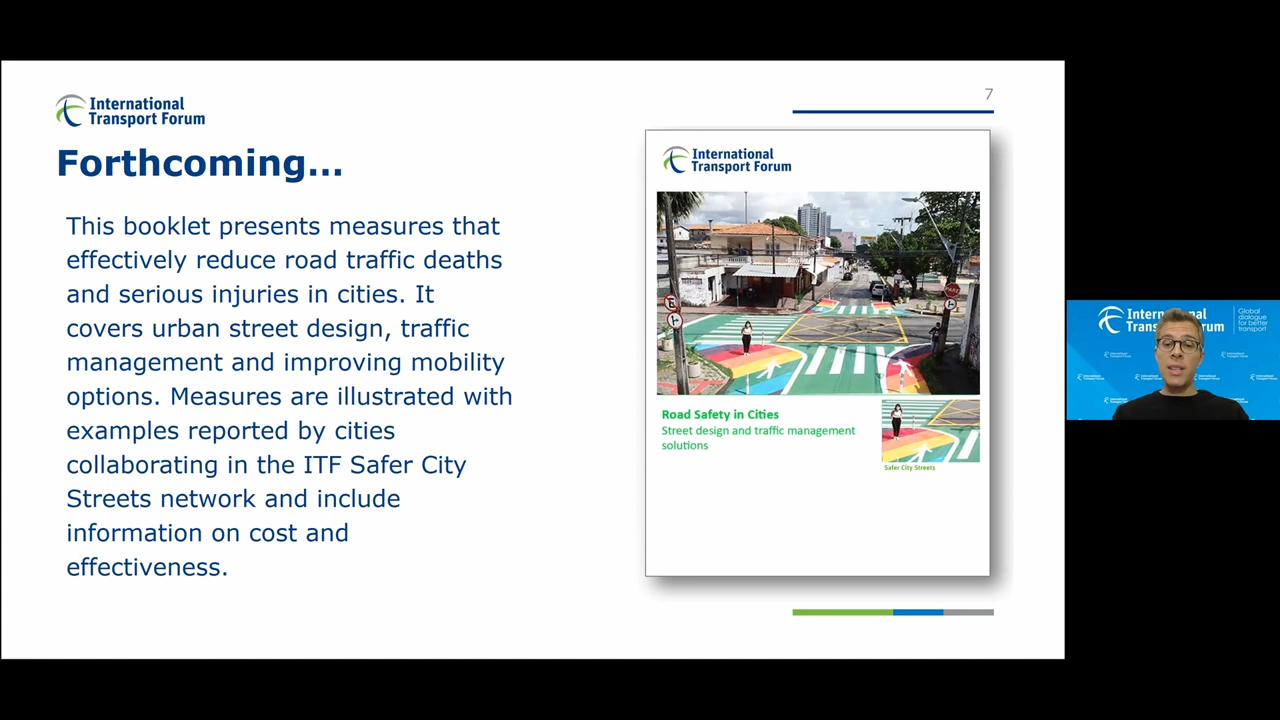 International
Transport Forum
7
Forthcoming...
This booklet presents measures that
effectively reduce road traffic deaths
and serious injuries in cities. It
covers urban street design, traffic
management and improving mobility
options. Measures are illustrated with
examples reported by cities
collaborating in the ITF Safer City
Streets network and include
information on cost and
effectiveness.
International
Transport Forum
PARE
Road Safety in Cities
Street design and traffic management
solutions
Safer City Streets
International
Transport Forum
Global
dialogue
for better
transport